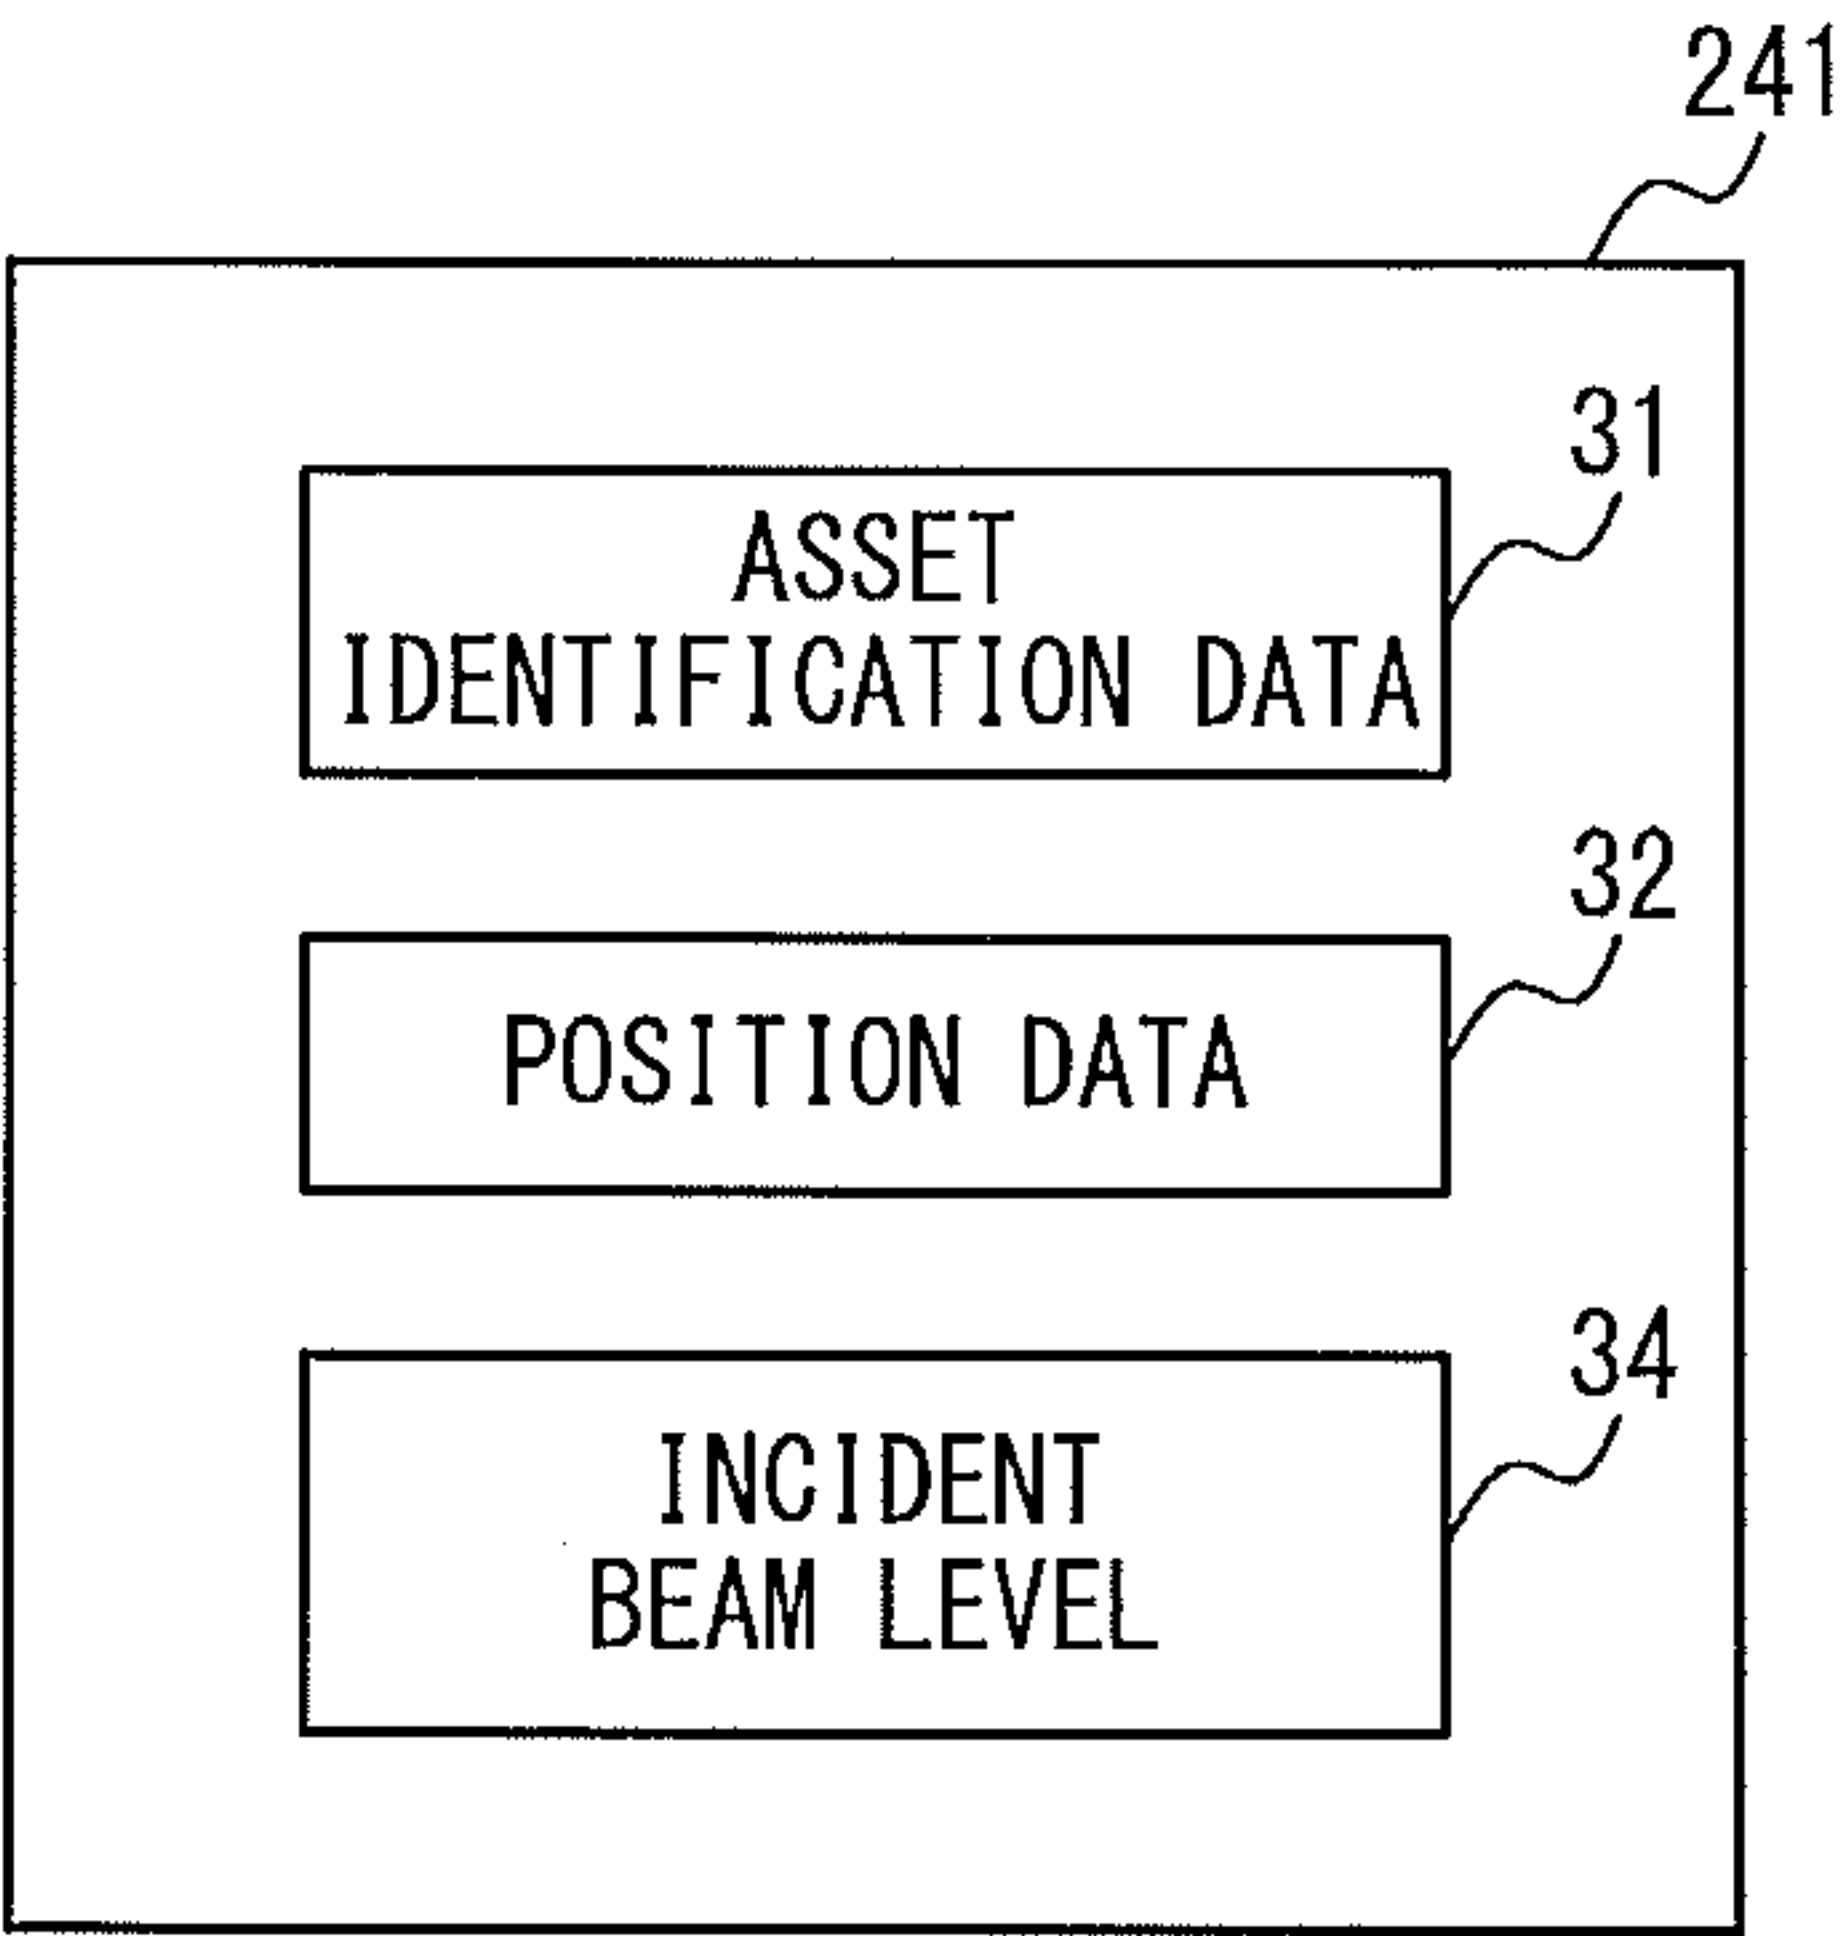 241
31
ASSET
IDENTIFICATION DATA
32
POSITION DATA
34
INCIDENT
BEAM LEVEL